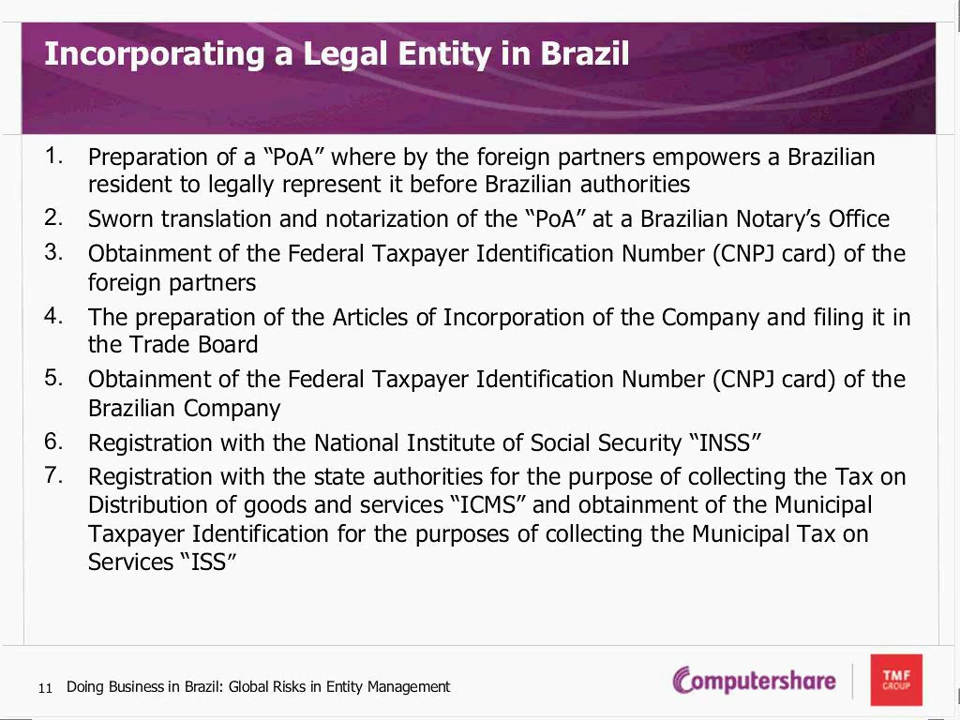 Incorporating a Legal Entity in Brazil
1. Preparation of a “PoA” where by the foreign partners empowers a Brazilian
resident to legally represent it before Brazilian authorities
2. Sworn translation and notarization of the “PoA” at a Brazilian Notary’s Office
3. Obtainment of the Federal Taxpayer Identification Number (CNPJ card) of the
foreign partners
4. The preparation of the Articles of Incorporation of the Company and filing it in
the Trade Board
5. Obtainment of the Federal Taxpayer Identification Number (CNPJ card) of the
Brazilian Company
6. Registration with the National Institute of Social Security “INSS”
7. Registration with the state authorities for the purpose of collecting the Tax on
Distribution of goods and services “ICMS” and obtainment of the Municipal
Taxpayer Identification for the purposes of collecting the Municipal Tax on
Services “ISS”
11 Doing Business in Brazil: Global Risks in Entity Management
Computershare
TMF
GROUP